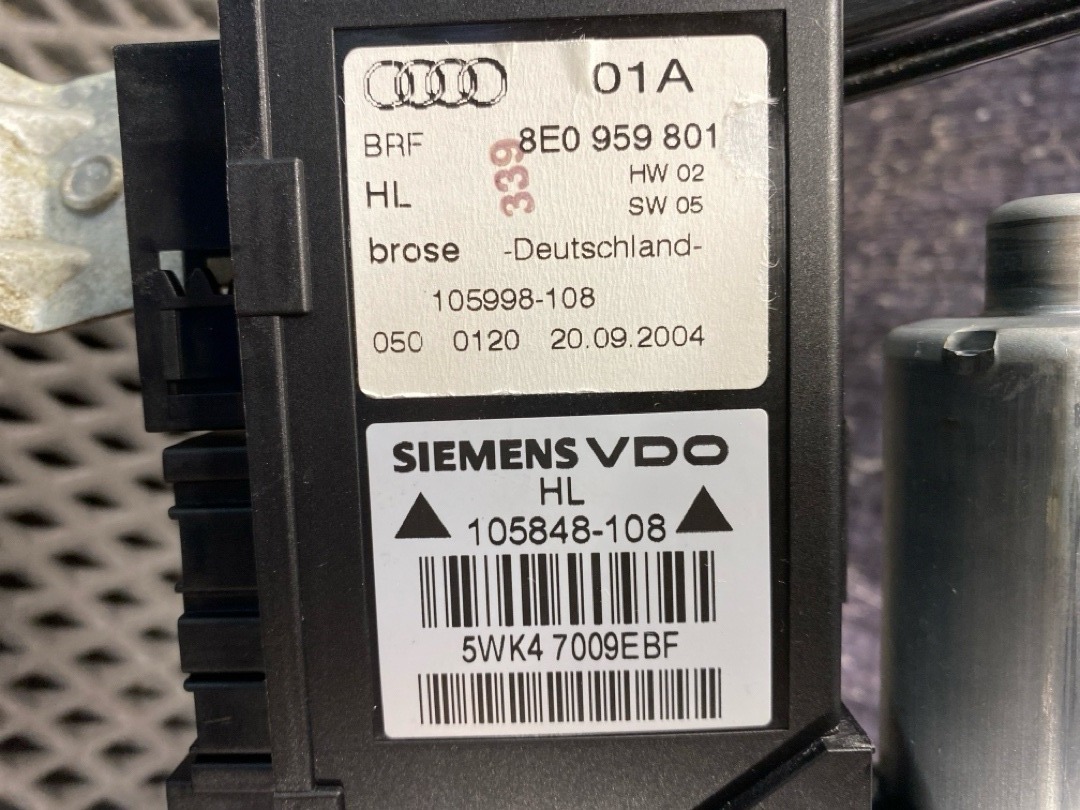 01A
BRF 8E0 959 801
339
HL HW 02
SW 05
brose -Deutschland-
105998-108
050 0120 20.09.2004
SIEMENS VDO
HL
105848-108
5WK4 7009EBF